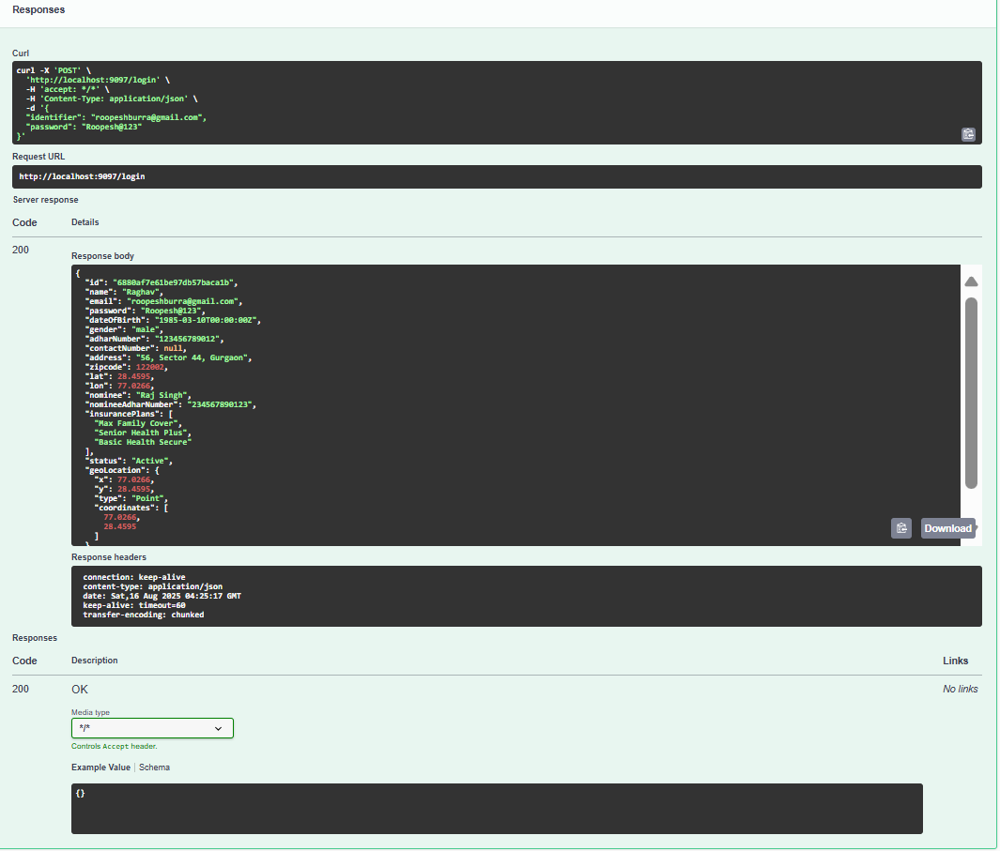 Responses
Curl
curl -X 'POST' \
  'http://localhost:9097/login' \
  -H 'accept: */*' \
  -H 'Content-Type: application/json' \
  -d '{
  "identifier": "roopeshburra@gmail.com",
  "password": "Roopesh@123"
}'
Request URL
http://localhost:9097/login
Server response
Code Details
200
Response body
{
  "id": "6880af7e61be97db57baca1b",
  "name": "Raghav",
  "email": "roopeshburra@gmail.com",
  "password": "Roopesh@123",
  "dateOfBirth": "1985-03-10T00:00:00Z",
  "gender": "male",
  "adharNumber": "123456789012",
  "contactNumber": null,
  "address": "56, Sector 44, Gurgaon",
  "zipcode": 122002,
  "lat": 28.4595,
  "lon": 77.0266,
  "nominee": "Raj Singh",
  "nomineeAdharNumber": "234567890123",
  "insurancePlans": [
    "Max Family Cover",
    "Senior Health Plus",
    "Basic Health Secure"
  ],
  "status": "Active",
  "geoLocation": {
    "x": 77.0266,
    "y": 28.4595,
    "type": "Point",
    "coordinates": [
      77.0266,
      28.4595
    ]
  }
Download
Response headers
connection: keep-alive
content-type: application/json
date: Sat,16 Aug 2025 04:25:17 GMT
keep-alive: timeout=60
transfer-encoding: chunked
Responses
Code Description Links
200 OK No links
Media type
*/*
Controls Accept header.
Example Value Schema
{}